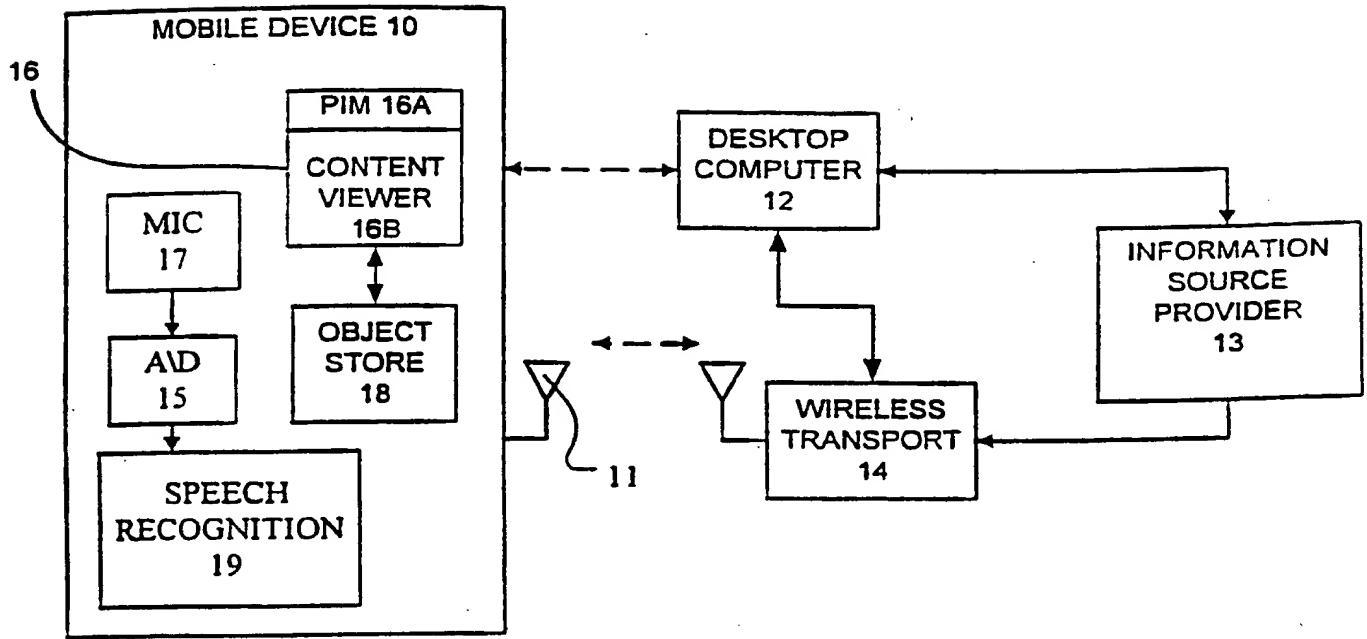 MOBILE DEVICE 10
16
PIM 16A
CONTENT
VIEWER
16B
MIC
17
A\D
15
SPEECH
RECOGNITION
19
OBJECT
STORE
18
11
DESKTOP
COMPUTER
12
WIRELESS
TRANSPORT
14
INFORMATION
SOURCE
PROVIDER
13